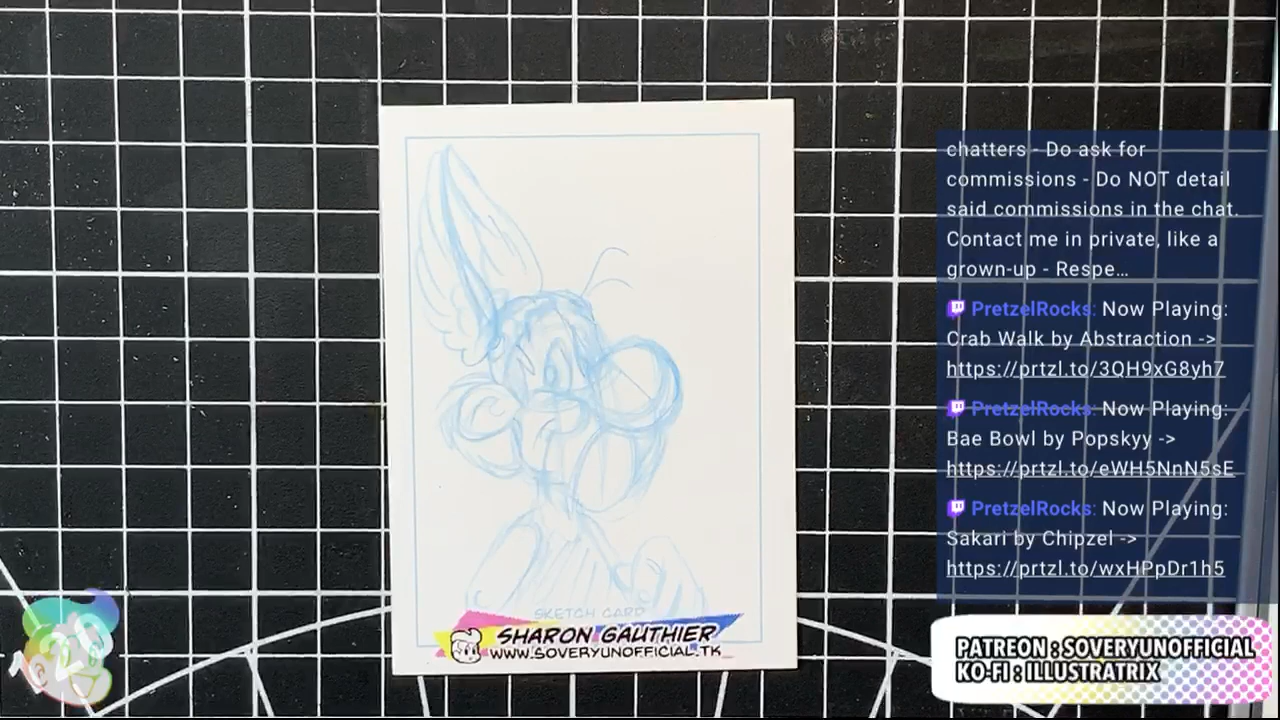 SKETCH CARD
SHARON GAUTHIER
WWW.SOVERYUNOFFICIAL.TK
chatters - Do ask for
commissions - Do NOT detail
said commissions in the chat.
Contact me in private, like a
grown-up - Respe…
PretzelRocks: Now Playing:
Crab Walk by Abstraction ->
https://prtzl.to/3QH9xG8yh7
PretzelRocks: Now Playing:
Bae Bowl by Popskyy ->
https://prtzl.to/eWH5NnN5sE
PretzelRocks: Now Playing:
Sakari by Chipzel ->
https://prtzl.to/wxHPpDr1h5
PATREON : SOVERYUNOFFICIAL
KO-FI : ILLUSTRATRIX